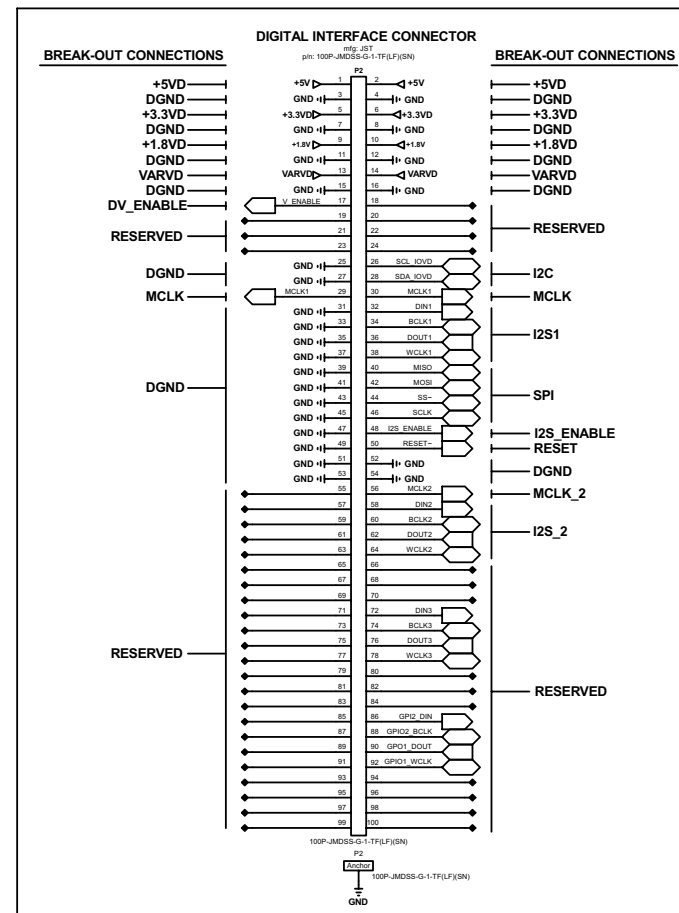 DIGITAL INTERFACE CONNECTOR
mfg: JST
p/n: 100P-JMDSS-G-1-TF(LF)(SN)
BREAK-OUT CONNECTIONS BREAK-OUT CONNECTIONS
P2
+5VD +5V 1 2 +5V +5VD
DGND GND 3 4 GND DGND
+3.3VD +3.3VD 5 6 +3.3VD +3.3VD
DGND GND 7 8 GND DGND
+1.8VD +1.8V 9 10 +1.8V +1.8VD
DGND GND 11 12 GND DGND
VARVD VARVD 13 14 VARVD VARVD
DGND GND 15 16 GND DGND
DV_ENABLE V_ENABLE 17 18
19 20
RESERVED 21 22 RESERVED
23 24
GND 25 26 SCL_IOVD
DGND GND 27 28 SDA_IOVD I2C
MCLK MCLK1 29 30 MCLK1 MCLK
GND 31 32 DIN1
GND 33 34 BCLK1 I2S1
GND 35 36 DOUT1
GND 37 38 WCLK1
DGND GND 39 40 MISO
GND 41 42 MOSI SPI
GND 43 44 SS~
GND 45 46 SCLK
GND 47 48 I2S_ENABLE I2S_ENABLE
GND 49 50 RESET~ RESET
GND 51 52 GND DGND
GND 53 54 GND
55 56 MCLK2 MCLK_2
57 58 DIN2
59 60 BCLK2 I2S_2
61 62 DOUT2
63 64 WCLK2
65 66
67 68
69 70
71 72 DIN3
73 74 BCLK3
75 76 DOUT3
RESERVED 77 78 WCLK3
79 80
81 82 RESERVED
83 84
85 86 GPI2_DIN
87 88 GPIO2_BCLK
89 90 GPO1_DOUT
91 92 GPIO1_WCLK
93 94
95 96
97 98
99 100
100P-JMDSS-G-1-TF(LF)(SN)
P2
Anchor
100P-JMDSS-G-1-TF(LF)(SN)
GND